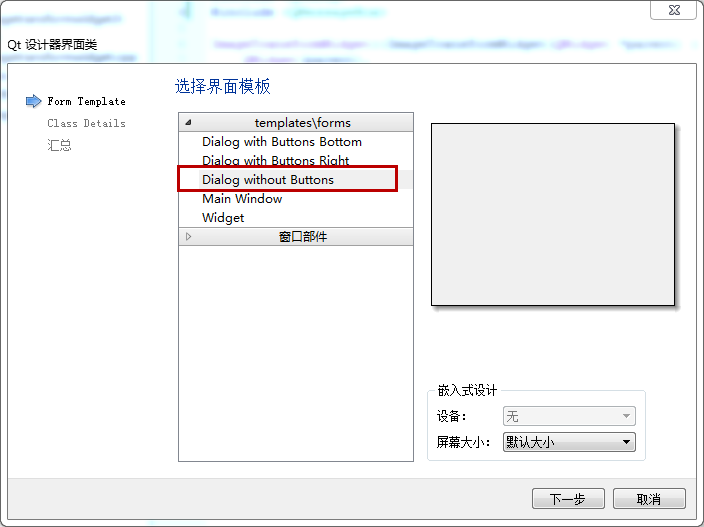 Qt 设计器界面类
选择界面模板
Form Template
Class Details
汇总
templates\forms
Dialog with Buttons Bottom
Dialog with Buttons Right
Dialog without Buttons
Main Window
Widget
窗口部件
嵌入式设计
设备: 无
屏幕大小: 默认大小
下一步 取消